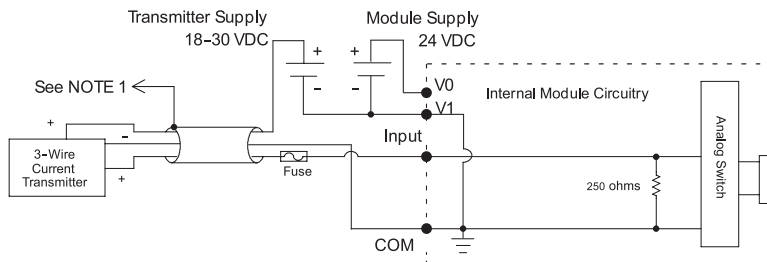 Transmitter Supply
18–30 VDC
Module Supply
24 VDC
See NOTE 1
V0
V1
Internal Module Circuitry
+
-
+
-
+
-
+
3-Wire
Current
Transmitter
Input
Fuse
250 ohms
Analog Switch
COM